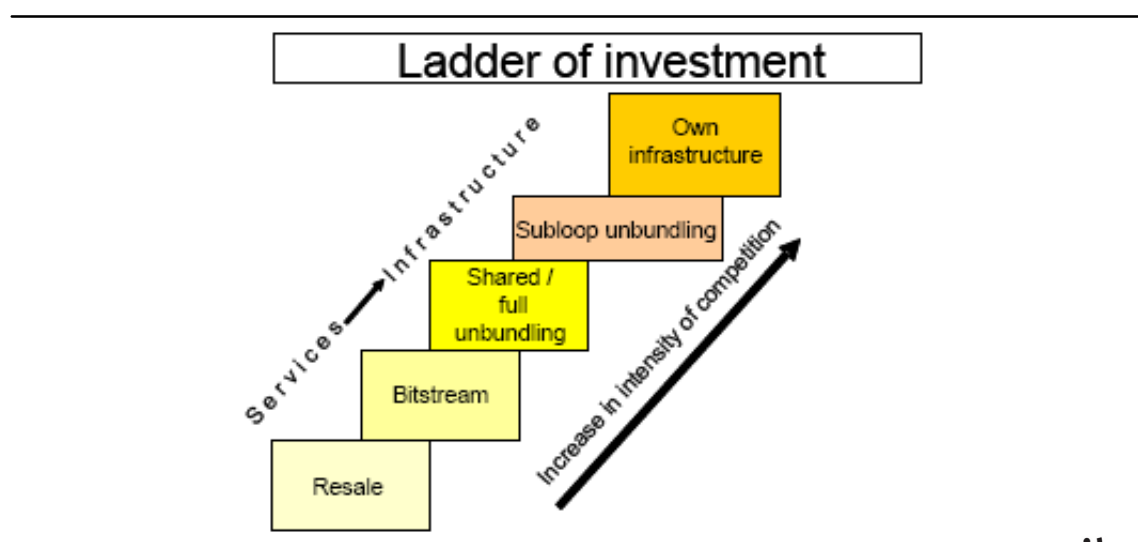 Ladder of investment
Own
infrastructure
Subloop unbundling
Shared /
full
unbundling
Bitstream
Resale
Services Infrastructure
Increase in intensity of competition